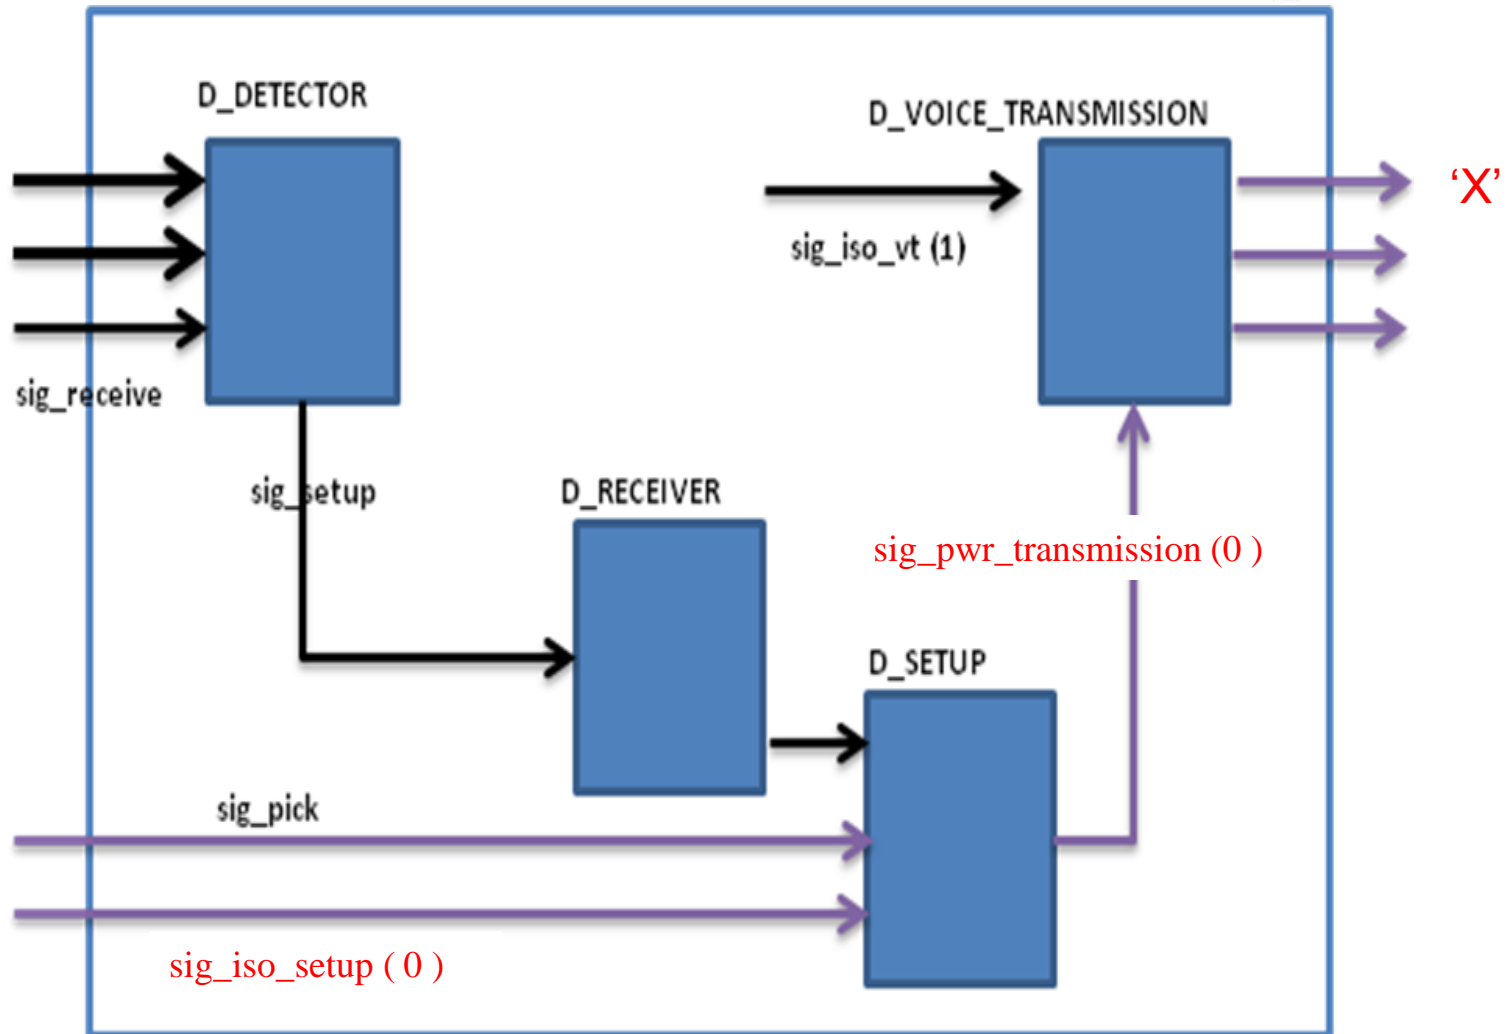 D_DETECTOR
D_VOICE_TRANSMISSION
‘X’
sig_iso_vt (1)
sig_receive
sig_setup
D_RECEIVER
sig_pwr_transmission (0 )
D_SETUP
sig_pick
sig_iso_setup ( 0 )